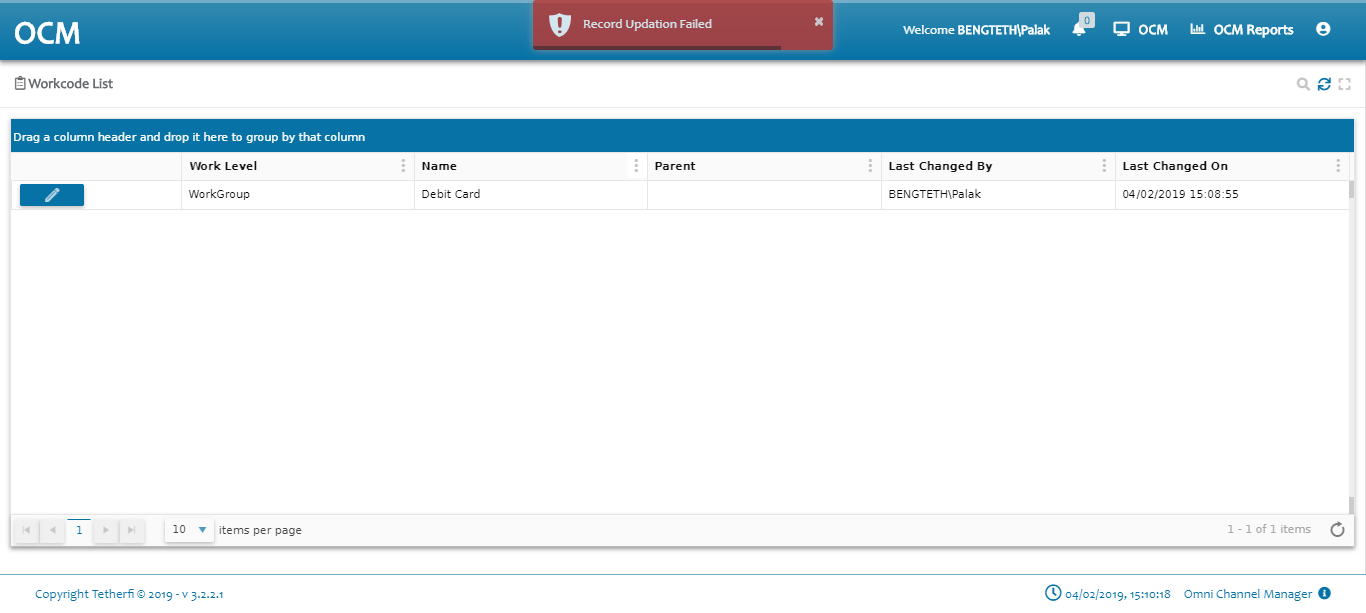 OCM
Record Updation Failed
Welcome BENGTETH\Palak
0
OCM
OCM Reports
Workcode List
Drag a column header and drop it here to group by that column
Work Level Name Parent Last Changed By Last Changed On
WorkGroup Debit Card BENGTETH\Palak 04/02/2019 15:08:55
1 10 items per page 1 - 1 of 1 items
Copyright Tetherfi © 2019 - v 3.2.2.1 04/02/2019, 15:10:18 Omni Channel Manager